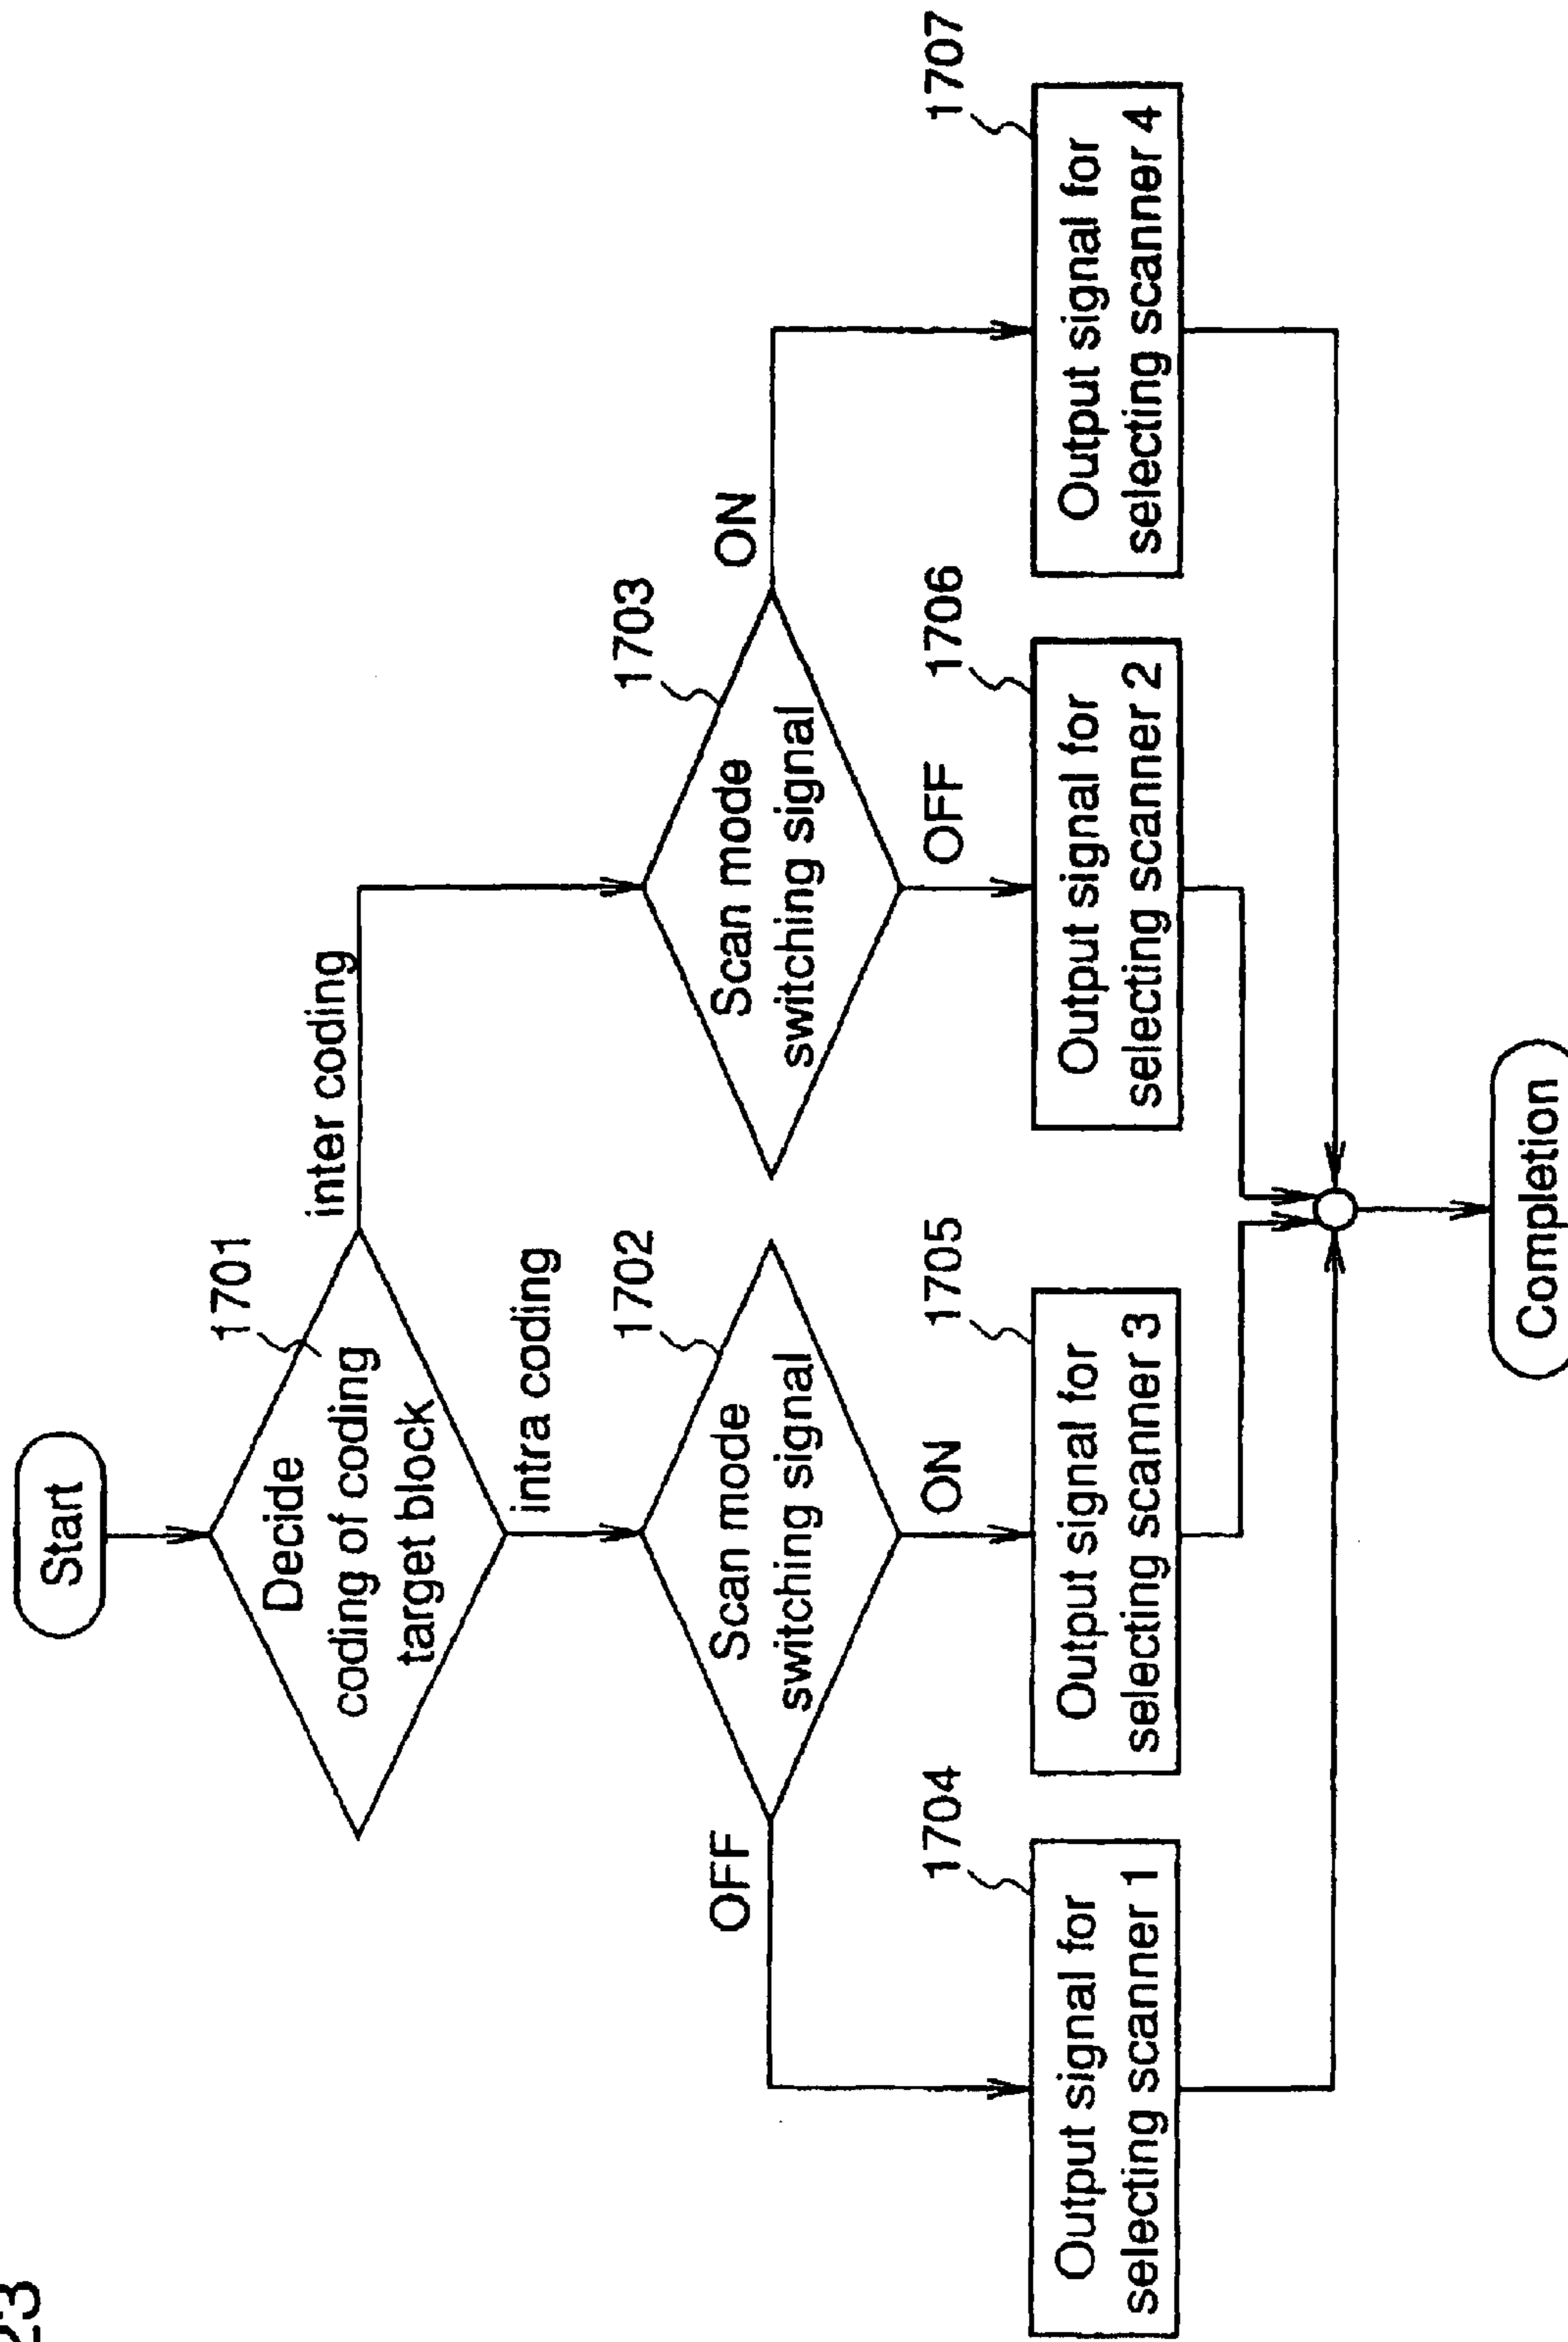 23
Start
1701
Decide
coding of coding
target block
inter coding
intra coding
1702
Scan mode
switching signal
OFF
ON
1703
Scan mode
switching signal
ON
OFF
1704
Output signal for
selecting scanner 1
1705
Output signal for
selecting scanner 3
1706
Output signal for
selecting scanner 2
1707
Output signal for
selecting scanner 4
Completion